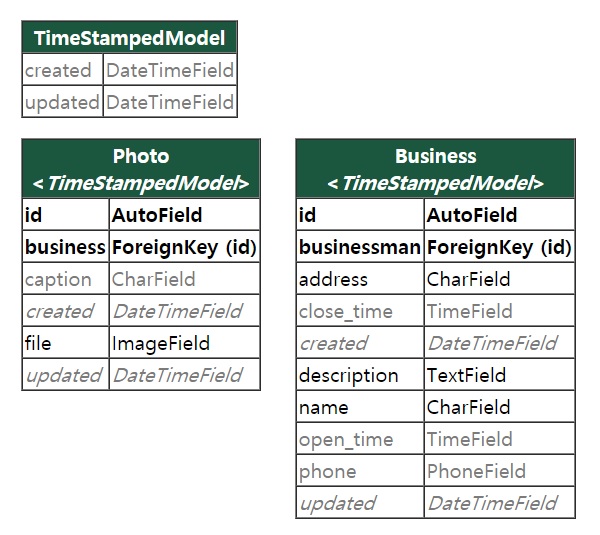 TimeStampedModel
created DateTimeField
updated DateTimeField
Photo
<TimeStampedModel>
id AutoField
business ForeignKey (id)
caption CharField
created DateTimeField
file ImageField
updated DateTimeField
Business
<TimeStampedModel>
id AutoField
businessman ForeignKey (id)
address CharField
close_time TimeField
created DateTimeField
description TextField
name CharField
open_time TimeField
phone PhoneField
updated DateTimeField